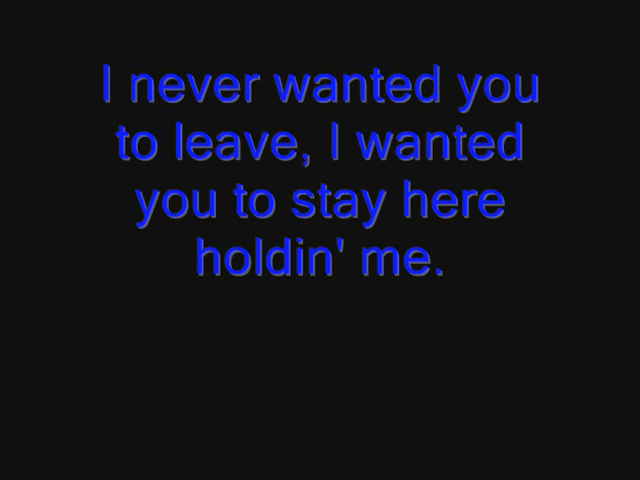 I never wanted you
to leave, I wanted
you to stay here
holdin' me.